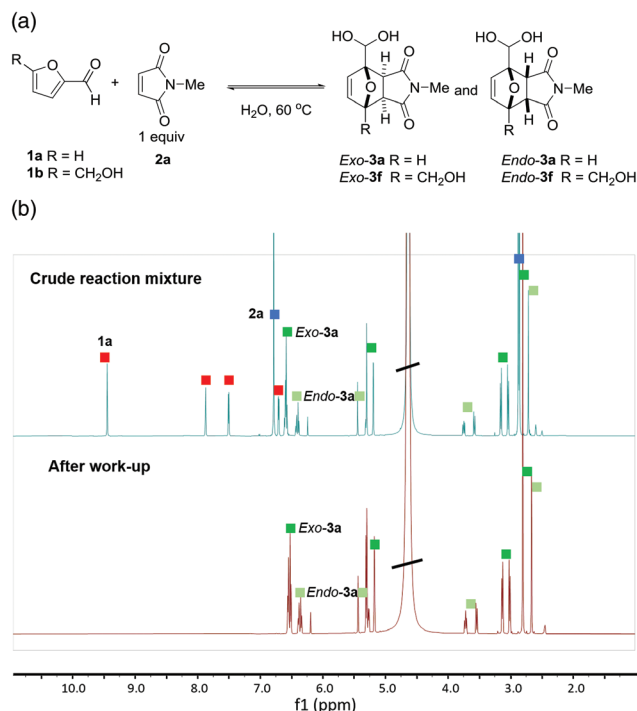 (a)
R
O
O
H
+
O
N-Me
O
1 equiv
1a R = H
1b R = CH₂OH
2a
H₂O, 60 °C
HO OH
O
H
O
N-Me
H
O
R
and
HO OH
O
H
O
N-Me
H
O
R
Exo-3a R = H
Exo-3f R = CH₂OH
Endo-3a R = H
Endo-3f R = CH₂OH
(b)
Crude reaction mixture
1a
2a
Exo-3a
Endo-3a
After work-up
Exo-3a
Endo-3a
10.0 9.0 8.0 7.0 6.0 5.0 4.0 3.0 2.0
f1 (ppm)